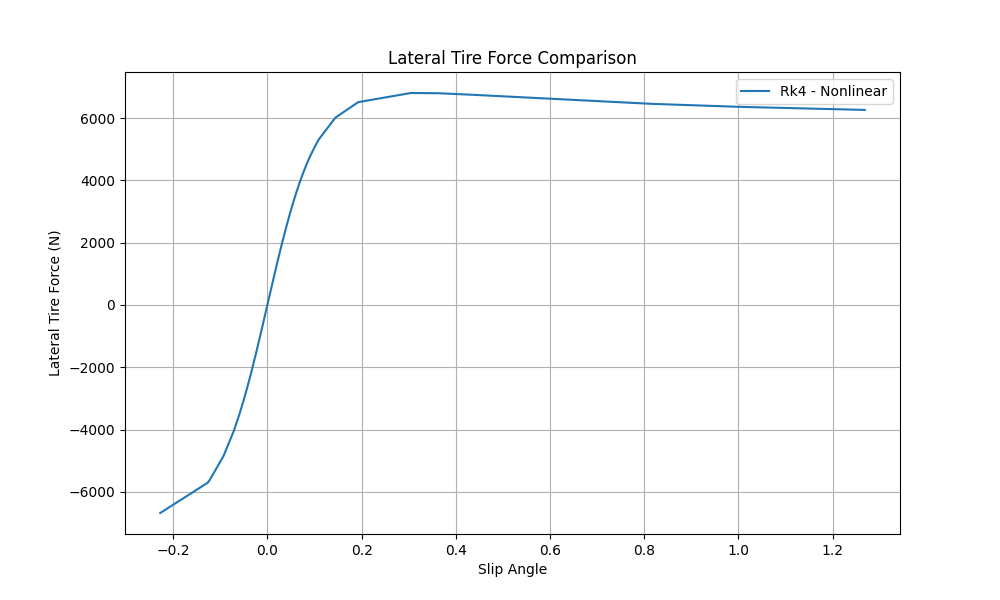 Lateral Tire Force Comparison
Rk4 - Nonlinear
Lateral Tire Force (N)
6000
4000
2000
0
−2000
−4000
−6000
−0.2 0.0 0.2 0.4 0.6 0.8 1.0 1.2
Slip Angle